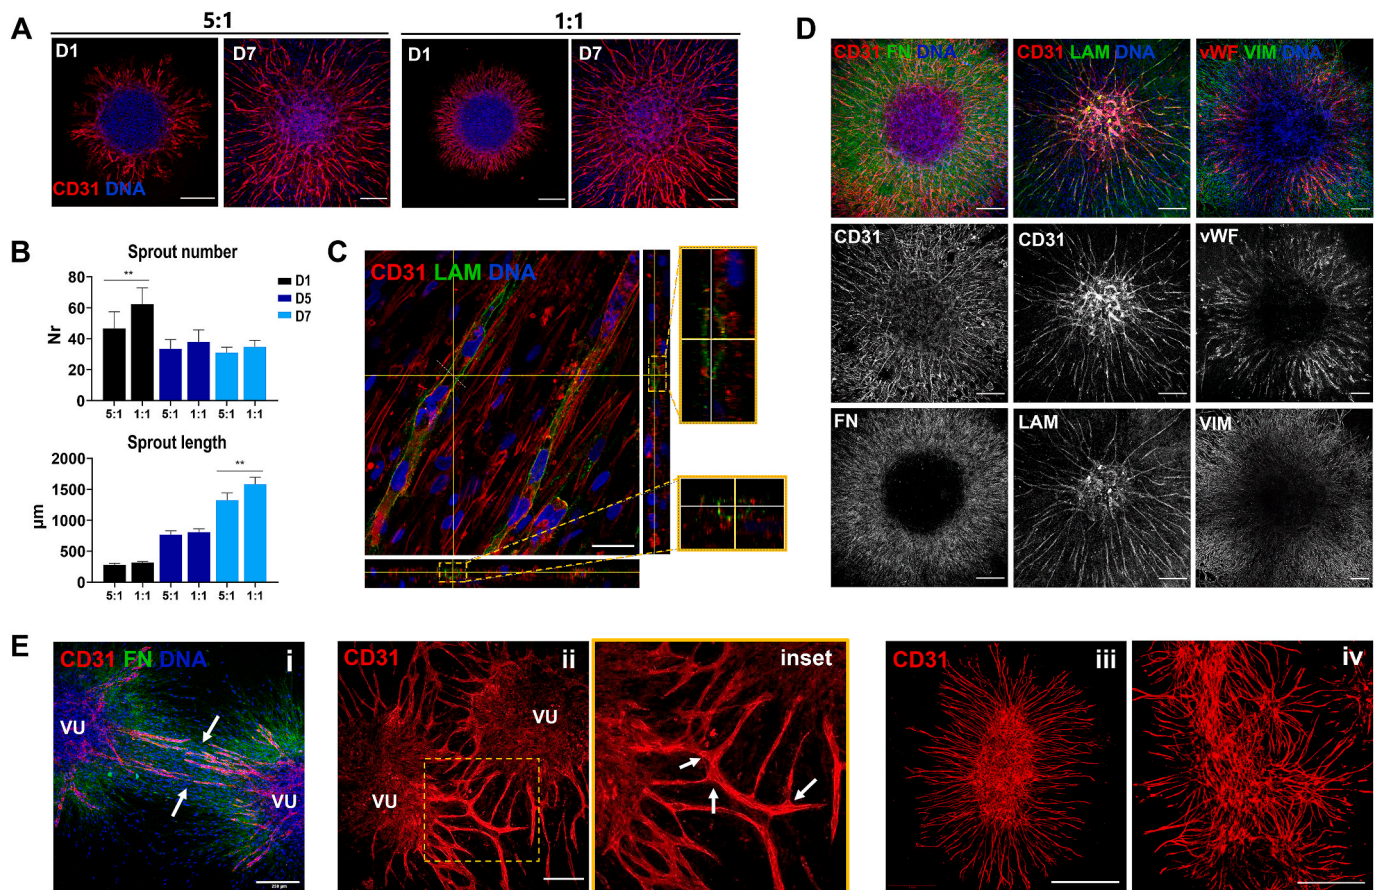 A
5:1
1:1
D1
D7
D1
D7
CD31 DNA
B
Sprout number
**
80
60
40
20
0
Nr
D1
D5
D7
5:1 1:1 5:1 1:1 5:1 1:1
Sprout length
**
2000
1500
1000
500
0
µm
5:1 1:1 5:1 1:1 5:1 1:1
C
CD31 LAM DNA
D
CD31 FN DNA
CD31 LAM DNA
vWF VIM DNA
CD31
CD31
vWF
FN
LAM
VIM
E
CD31 FN DNA
i
VU
VU
250 µm
CD31
ii
VU
VU
inset
CD31
iii
iv